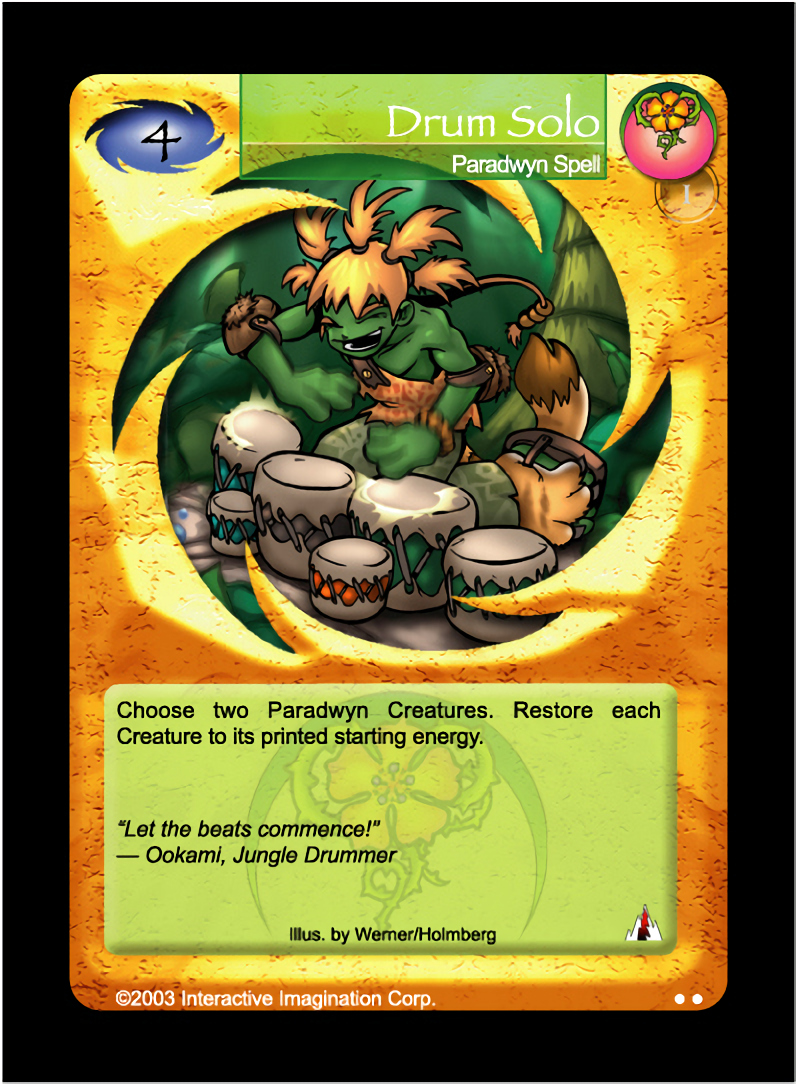 4
Drum Solo
Paradwyn Spell
1
Choose two Paradwyn Creatures. Restore each
Creature to its printed starting energy.
“Let the beats commence!”
— Ookami, Jungle Drummer
Illus. by Werner/Holmberg
©2003 Interactive Imagination Corp.